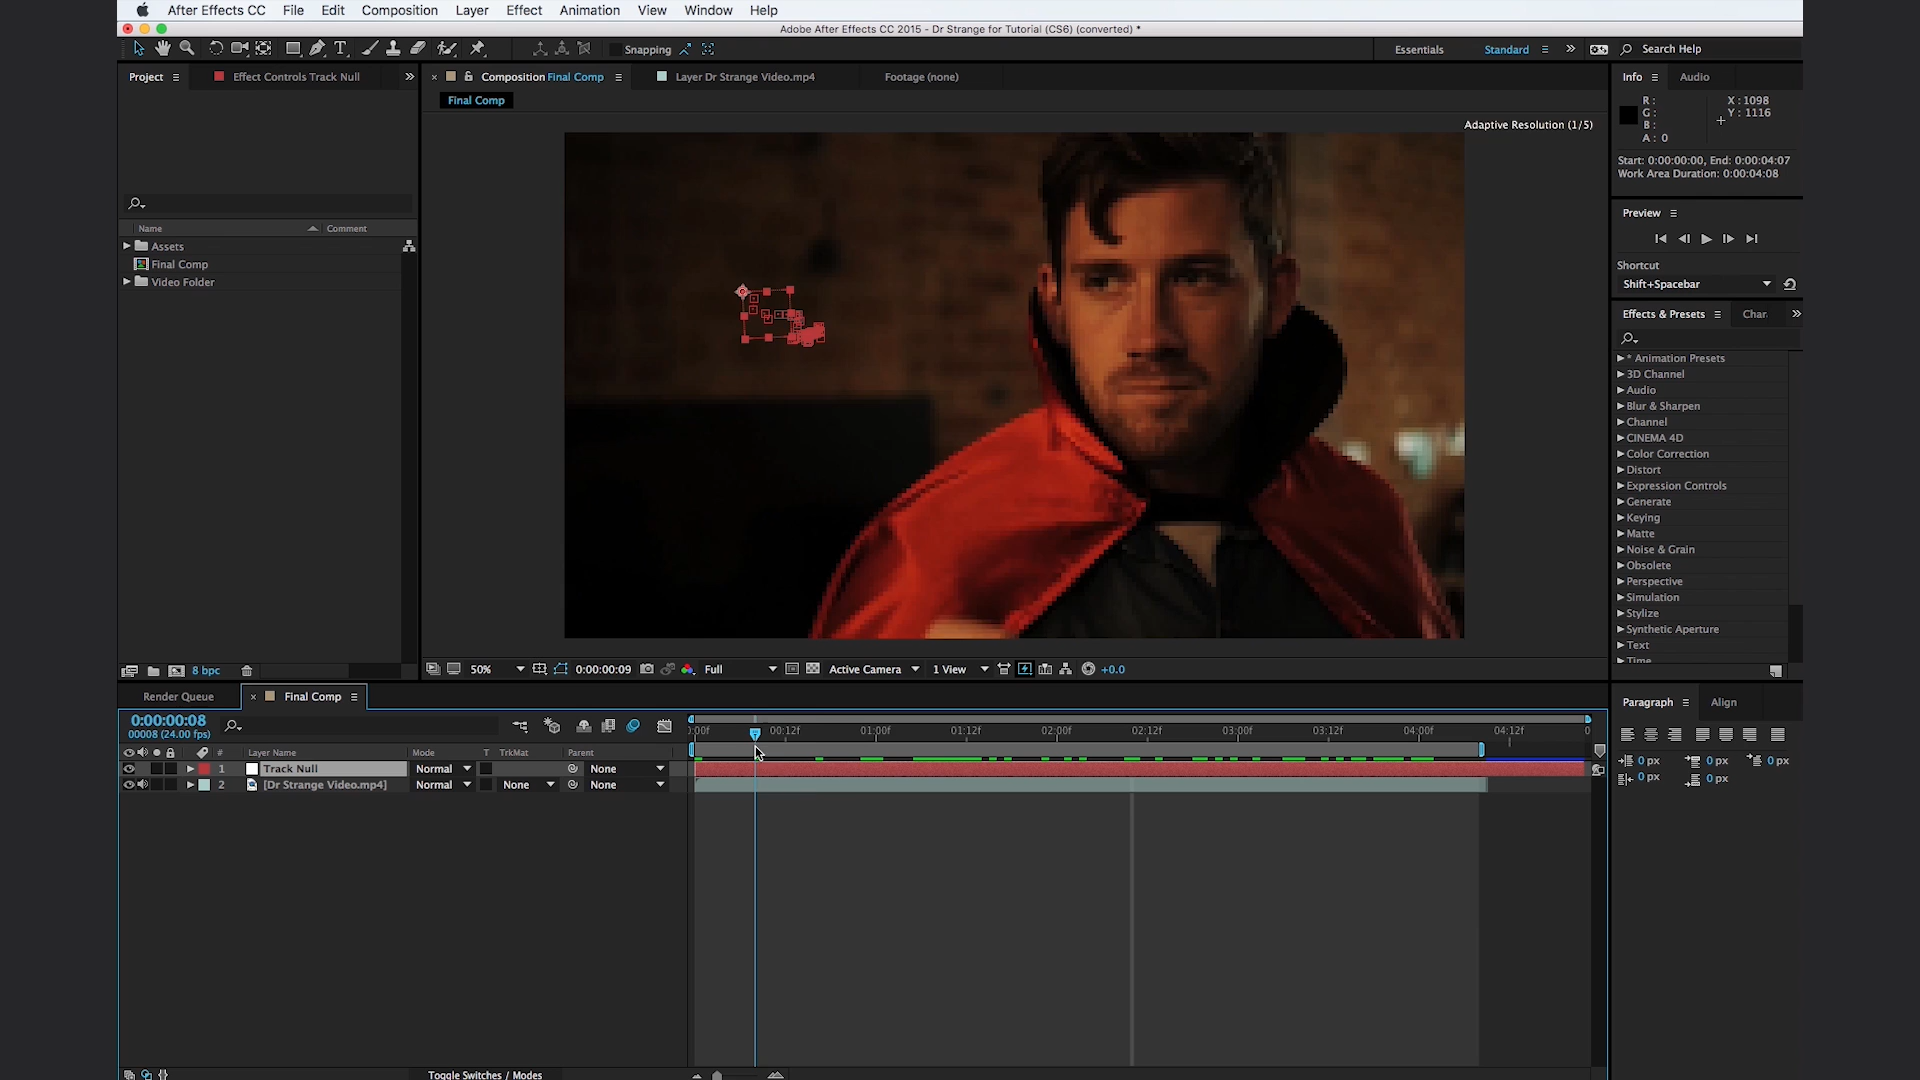 After Effects CC File Edit Composition Layer Effect Animation View Window Help
Adobe After Effects CC 2015 - Dr Strange for Tutorial (CS6) (converted) *
T Snapping Essentials Standard Search Help
Project Effect Controls Track Null Composition Final Comp Layer Dr Strange Video.mp4 Footage (none) Info Audio
Final Comp
R: X: 1098
G: Y: 1116
B:
A: 0
Adaptive Resolution (1/5)
Start: 0:00:00:00, End: 0:00:04:07
Work Area Duration: 0:00:04:08
Preview
Shortcut
Shift+Spacebar
Name Comment
Assets
Final Comp
Video Folder
Effects & Presets Char
* Animation Presets
3D Channel
Audio
Blur & Sharpen
Channel
CINEMA 4D
Color Correction
Distort
Expression Controls
Generate
Keying
Matte
Noise & Grain
Obsolete
Perspective
Simulation
Stylize
Synthetic Aperture
Text
Time
8 bpc 50% 0:00:00:09 Full Active Camera 1 View +0.0
Render Queue Final Comp
0:00:00:08
00008 (24.00 fps)
:00f 00:12f 01:00f 01:12f 02:00f 02:12f 03:00f 03:12f 04:00f 04:12f 0
# Layer Name Mode T TrkMat Parent
1 Track Null Normal None
2 [Dr Strange Video.mp4] Normal None None
Toggle Switches / Modes
Paragraph Align
0 px 0 px 0 px
0 px 0 px